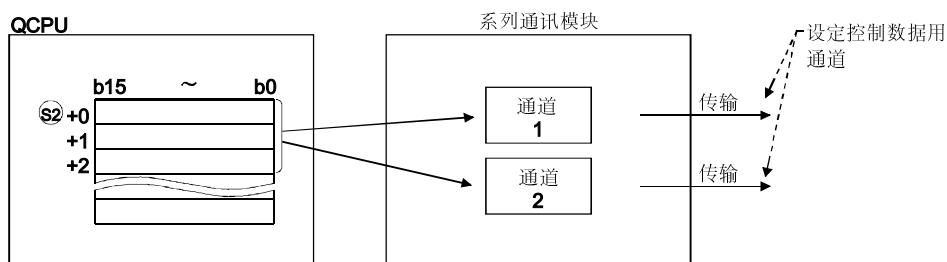 QCPU
系列通讯模块
设定控制数据用
通道
b15 ～ b0
S2 +0
+1
+2
通道
1
通道
2
传输
传输